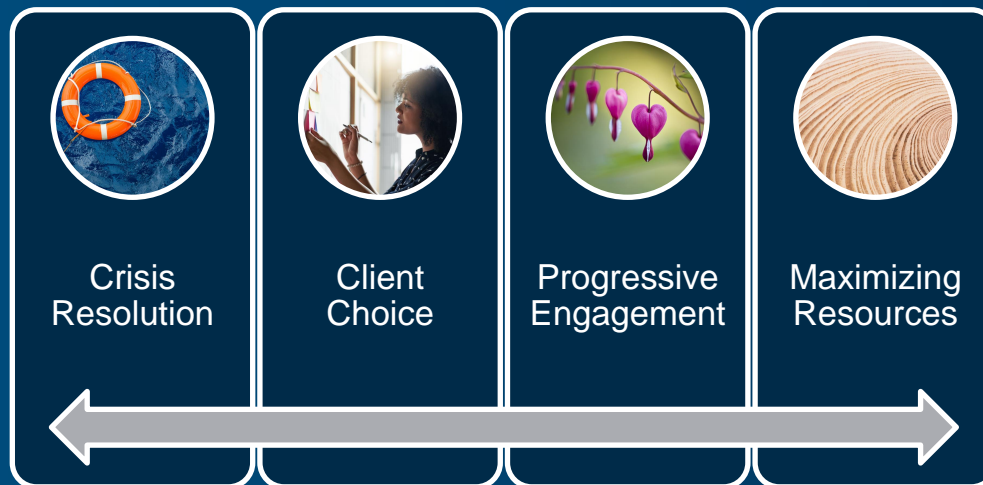 Crisis
Resolution
Client
Choice
Progressive
Engagement
Maximizing
Resources